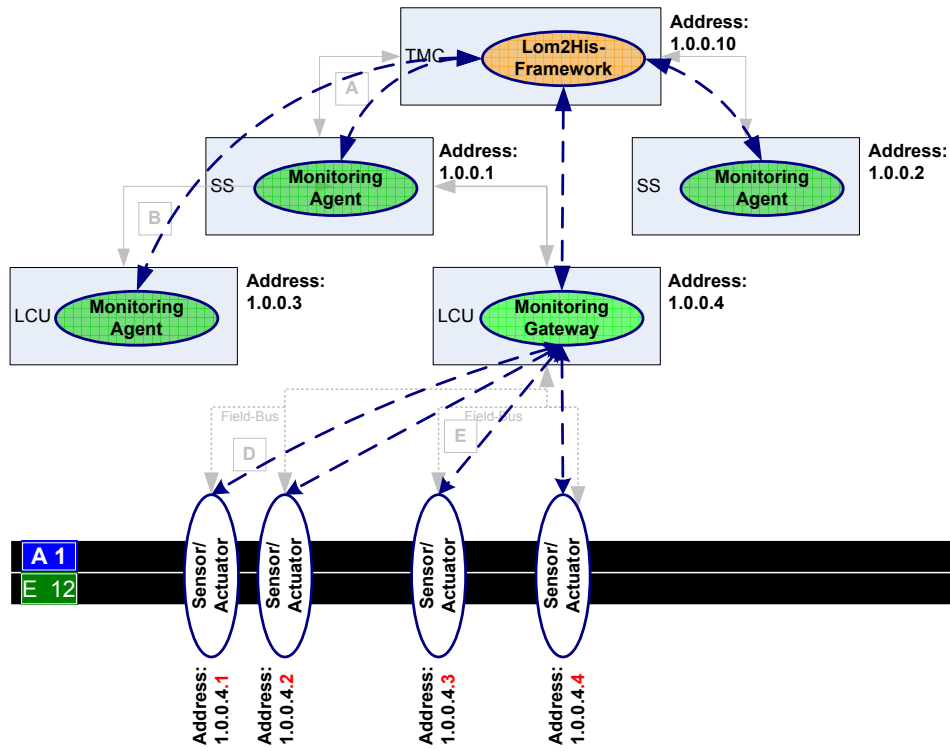 Address:
1.0.0.10
TMC
Lom2His-
Framework
A
Address:
1.0.0.1
SS
Monitoring
Agent
Address:
1.0.0.2
SS
Monitoring
Agent
B
Address:
1.0.0.3
LCU
Monitoring
Agent
Address:
1.0.0.4
LCU
Monitoring
Gateway
Field-Bus
Field-Bus
D
E
A 1
E 12
Sensor/
Actuator
Sensor/
Actuator
Sensor/
Actuator
Sensor/
Actuator
Address:
1.0.0.4.1
Address:
1.0.0.4.2
Address:
1.0.0.4.3
Address:
1.0.0.4.4